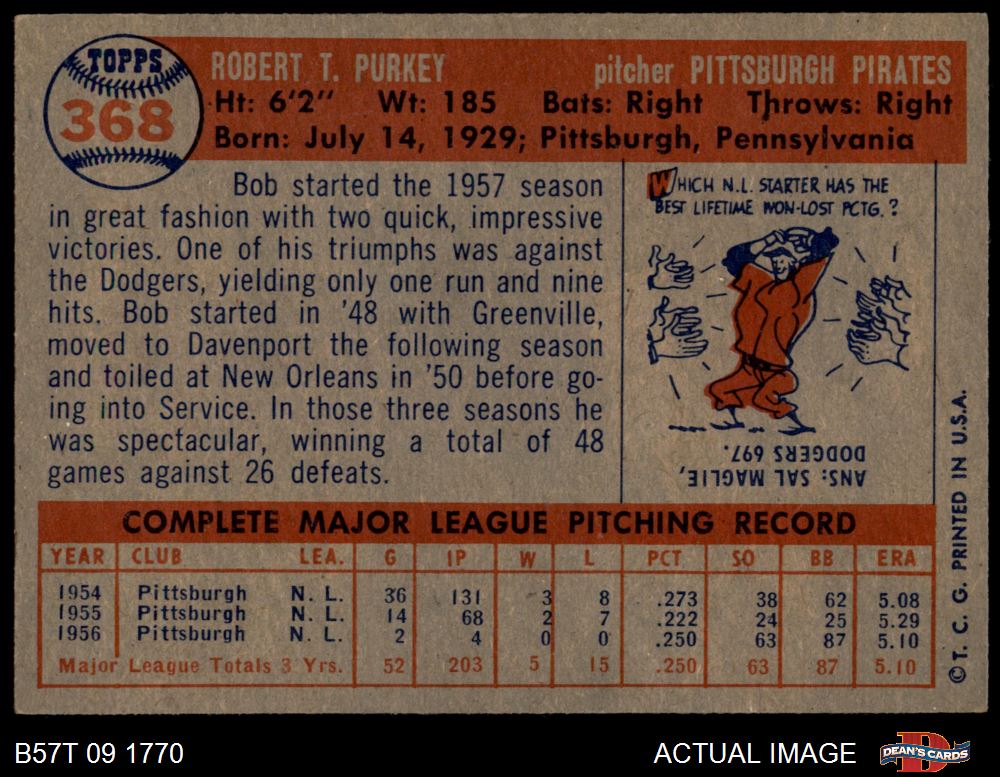 TOPPS
368
ROBERT T. PURKEY pitcher PITTSBURGH PIRATES
Ht: 6'2" Wt: 185 Bats: Right Throws: Right
Born: July 14, 1929; Pittsburgh, Pennsylvania
Bob started the 1957 season
in great fashion with two quick, impressive
victories. One of his triumphs was against
the Dodgers, yielding only one run and nine
hits. Bob started in '48 with Greenville,
moved to Davenport the following season
and toiled at New Orleans in '50 before go-
ing into Service. In those three seasons he
was spectacular, winning a total of 48
games against 26 defeats.
WHICH N.L. STARTER HAS THE
BEST LIFETIME WON-LOST PCTG.?
ANS: SAL MAGLIE,
DODGERS 697.
COMPLETE MAJOR LEAGUE PITCHING RECORD
YEAR CLUB LEA. G IP W L PCT SO BB ERA
1954 Pittsburgh N. L. 36 131 3 8 .273 38 62 5.08
1955 Pittsburgh N. L. 14 68 2 7 .222 24 25 5.29
1956 Pittsburgh N. L. 2 4 0 0 .250 63 87 5.10
Major League Totals 3 Yrs. 52 203 5 15 .250 63 87 5.10
© T. C. G. PRINTED IN U.S.A.
B57T 09 1770 ACTUAL IMAGE
D
DEAN'S CARDS